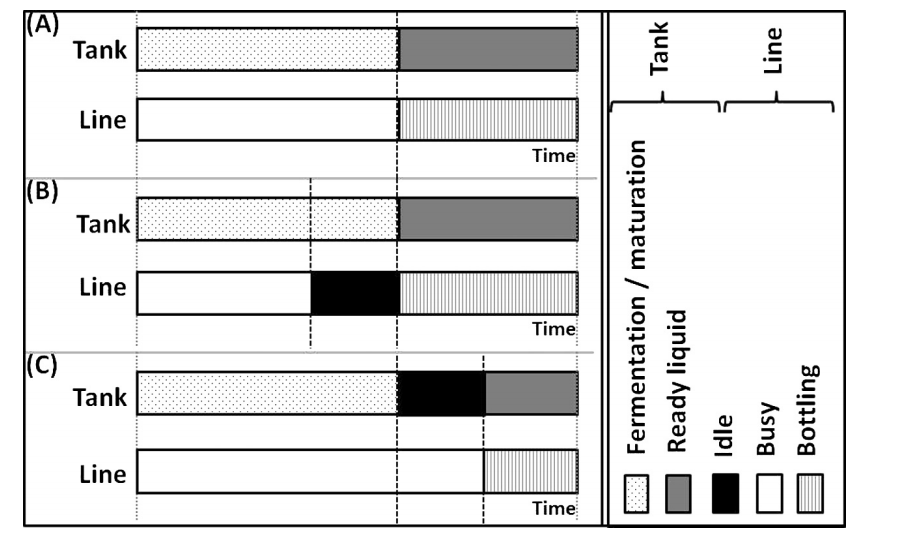 (A)
Tank
Line
Time
(B)
Tank
Line
Time
(C)
Tank
Line
Time
Tank
Line
Fermentation / maturation
Ready liquid
Idle
Busy
Bottling